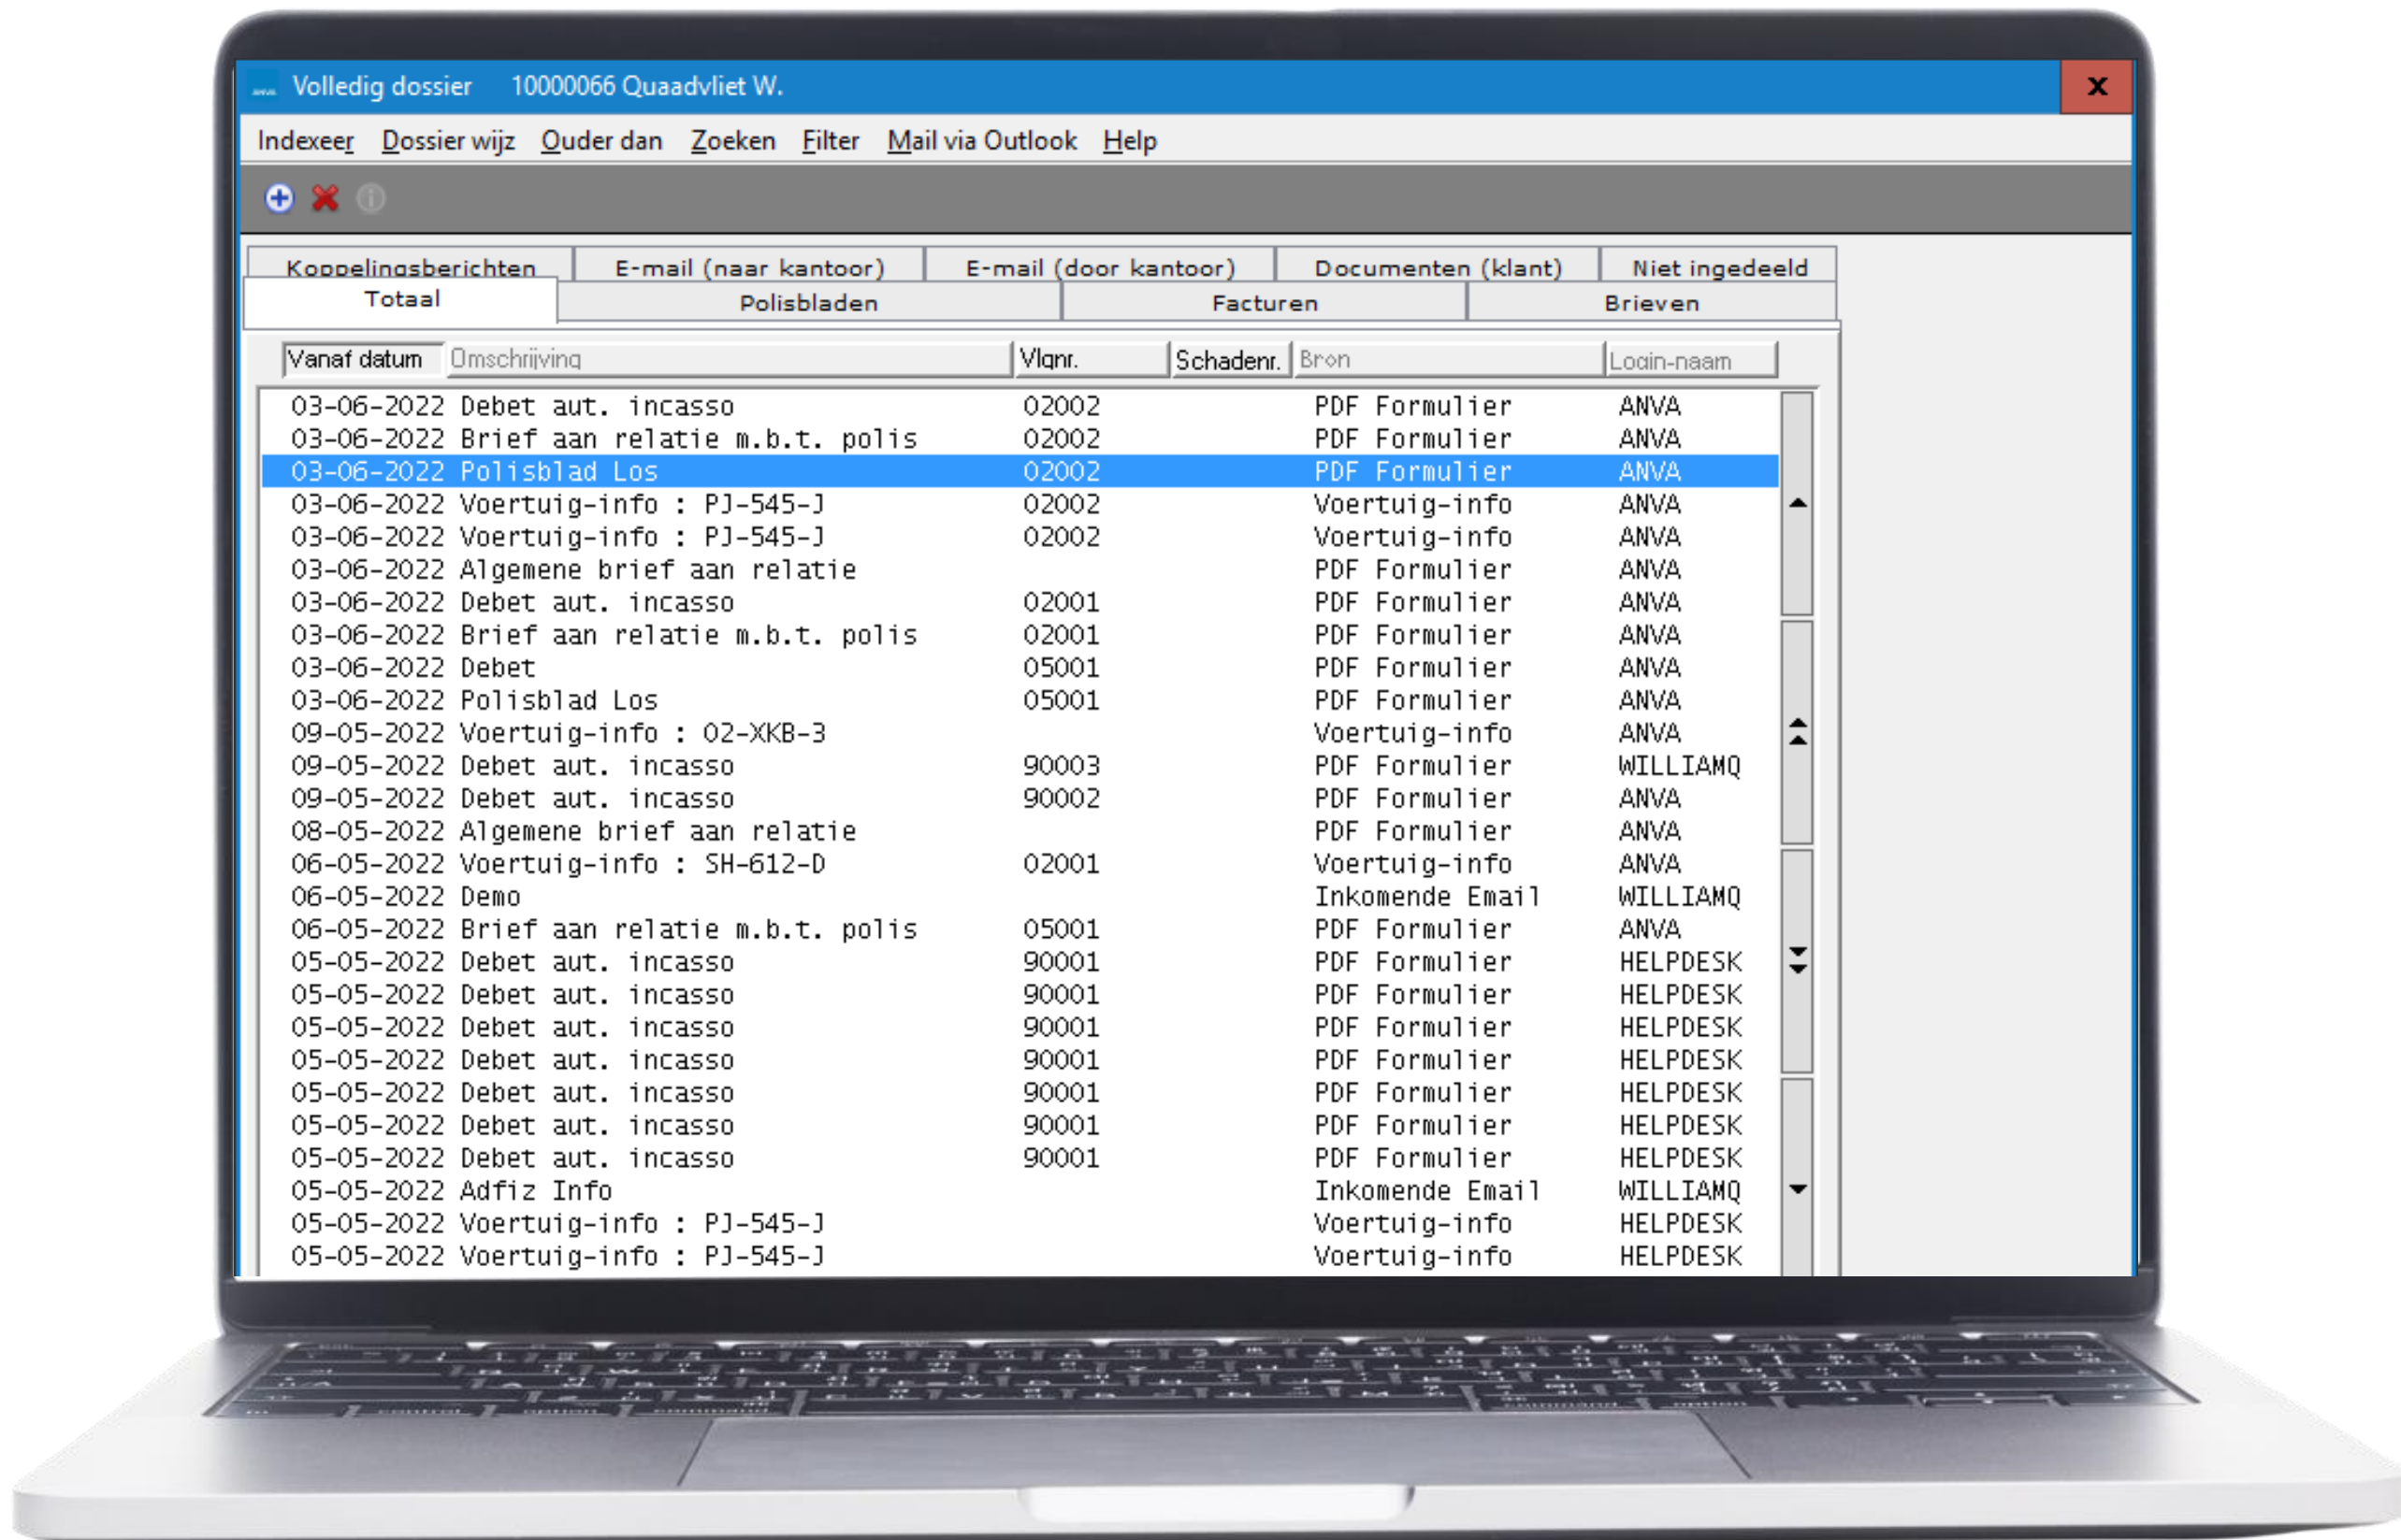 ANVA Volledig dossier 10000066 Quaadvliet W. x
Indexeer Dossier wijz Ouder dan Zoeken Filter Mail via Outlook Help
Koppelingsberichten E-mail (naar kantoor) E-mail (door kantoor) Documenten (klant) Niet ingedeeld
Totaal Polisbladen Facturen Brieven
Vanaf datum Omschrijving Vlgnr. Schadenr. Bron Login-naam
03-06-2022 Debet aut. incasso 02002 PDF Formulier ANVA
03-06-2022 Brief aan relatie m.b.t. polis 02002 PDF Formulier ANVA
03-06-2022 Polisblad Los 02002 PDF Formulier ANVA
03-06-2022 Voertuig-info : PJ-545-J 02002 Voertuig-info ANVA
03-06-2022 Voertuig-info : PJ-545-J 02002 Voertuig-info ANVA
03-06-2022 Algemene brief aan relatie PDF Formulier ANVA
03-06-2022 Debet aut. incasso 02001 PDF Formulier ANVA
03-06-2022 Brief aan relatie m.b.t. polis 02001 PDF Formulier ANVA
03-06-2022 Debet 05001 PDF Formulier ANVA
03-06-2022 Polisblad Los 05001 PDF Formulier ANVA
09-05-2022 Voertuig-info : 02-XKB-3 Voertuig-info ANVA
09-05-2022 Debet aut. incasso 90003 PDF Formulier WILLIAMQ
09-05-2022 Debet aut. incasso 90002 PDF Formulier ANVA
08-05-2022 Algemene brief aan relatie PDF Formulier ANVA
06-05-2022 Voertuig-info : SH-612-D 02001 Voertuig-info ANVA
06-05-2022 Demo Inkomende Email WILLIAMQ
06-05-2022 Brief aan relatie m.b.t. polis 05001 PDF Formulier ANVA
05-05-2022 Debet aut. incasso 90001 PDF Formulier HELPDESK
05-05-2022 Debet aut. incasso 90001 PDF Formulier HELPDESK
05-05-2022 Debet aut. incasso 90001 PDF Formulier HELPDESK
05-05-2022 Debet aut. incasso 90001 PDF Formulier HELPDESK
05-05-2022 Debet aut. incasso 90001 PDF Formulier HELPDESK
05-05-2022 Debet aut. incasso 90001 PDF Formulier HELPDESK
05-05-2022 Debet aut. incasso 90001 PDF Formulier HELPDESK
05-05-2022 Adfiz Info Inkomende Email WILLIAMQ
05-05-2022 Voertuig-info : PJ-545-J Voertuig-info HELPDESK
05-05-2022 Voertuig-info : PJ-545-J Voertuig-info HELPDESK
control option command command option